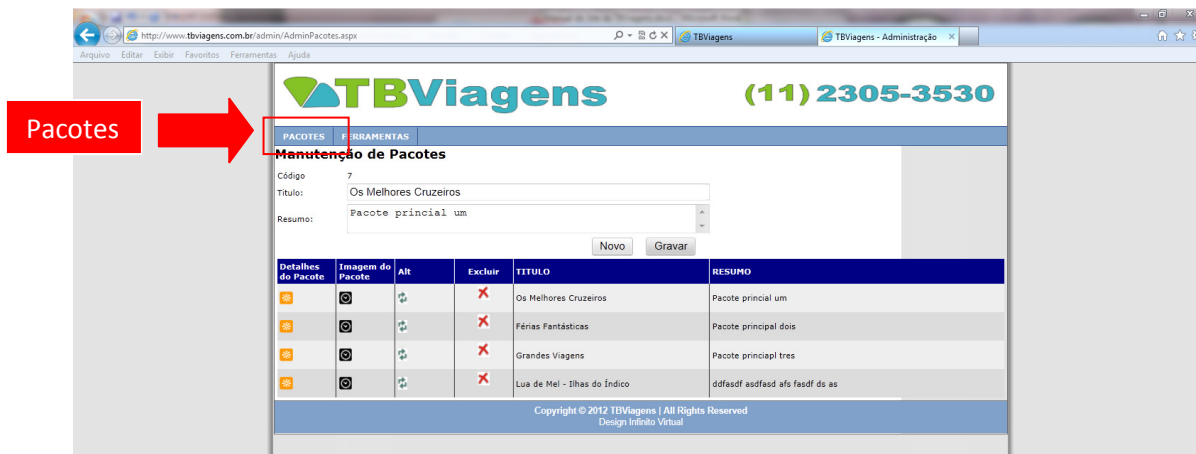 http://www.tbviagens.com.br/admin/AdminPacotes.aspx
TBViagens
TBViagens - Administração
Arquivo Editar Exibir Favoritos Ferramentas Ajuda
TBViagens
(11) 2305-3530
Pacotes
PACOTES FERRAMENTAS
Manutenção de Pacotes
Código 7
Titulo: Os Melhores Cruzeiros
Resumo: Pacote princial um
Novo Gravar
Detalhes do Pacote Imagem do Pacote Alt Excluir TITULO RESUMO
Os Melhores Cruzeiros Pacote princial um
Férias Fantásticas Pacote principal dois
Grandes Viagens Pacote princiapl tres
Lua de Mel - Ilhas do Índico ddfasdf asdfasd afs fasdf ds as
Copyright © 2012 TBViagens | All Rights Reserved
Design Infinito Virtual